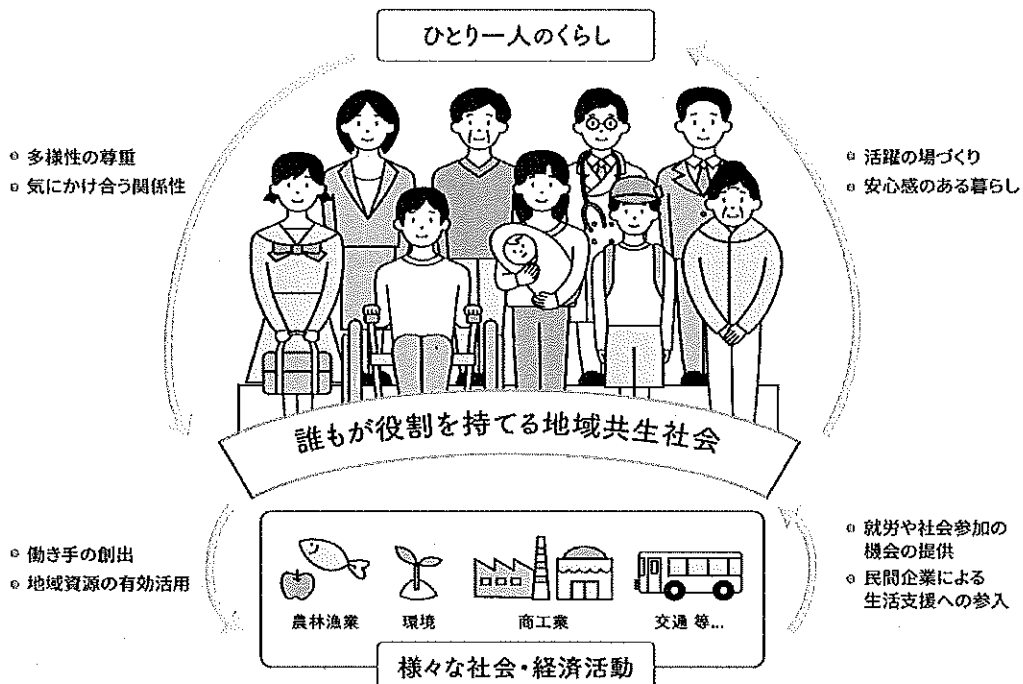 ひとり一人のくらし
多様性の尊重
気にかけ合う関係性
活躍の場づくり
安心感のある暮らし
誰もが役割を持てる地域共生社会
働き手の創出
地域資源の有効活用
就労や社会参加の
機会の提供
民間企業による
生活支援への参入
農林漁業
環境
商工業
交通 等...
様々な社会・経済活動